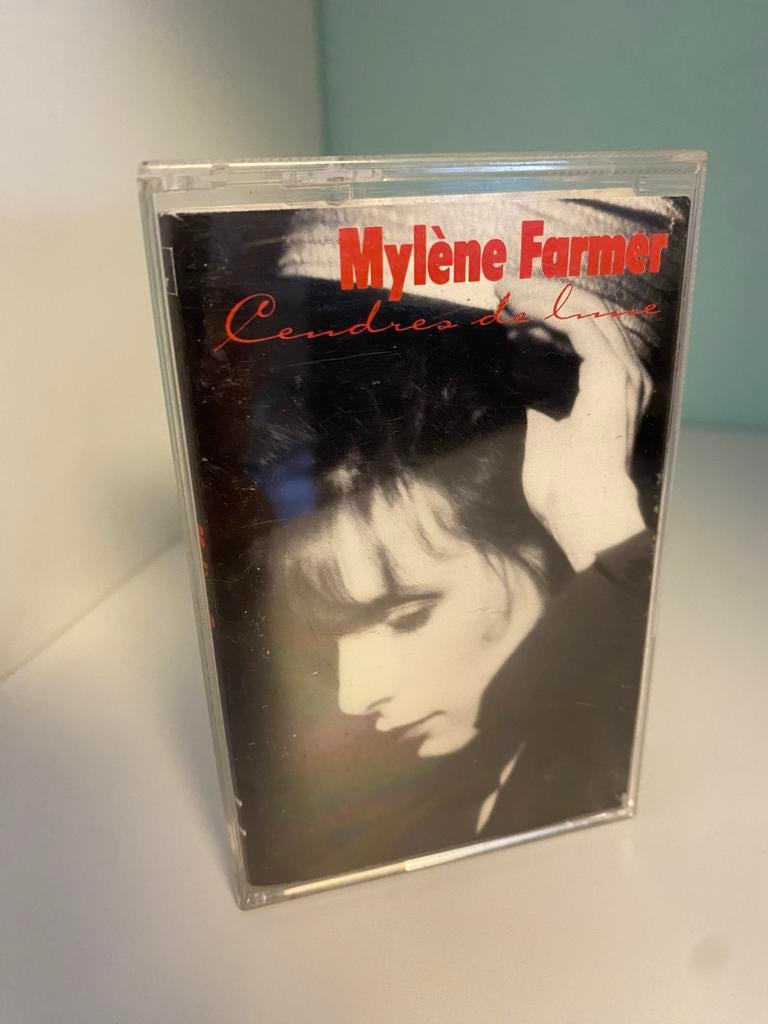 Mylène Farmer
Cendres de lune